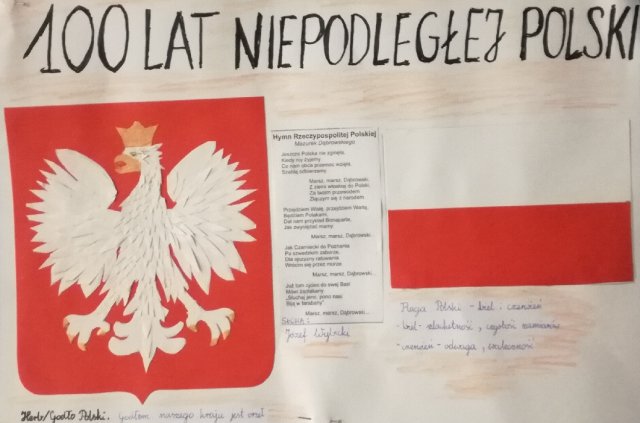 100 LAT NIEPODLEGŁEJ POLSKI
Hymn Rzeczypospolitej Polskiej
Mazurek Dąbrowskiego
Jeszcze Polska nie zginęła,
Kiedy my żyjemy.
Co nam obca przemoc wzięła,
Szablą odbierzemy.
Marsz, marsz, Dąbrowski,
Z ziemi włoskiej do Polski.
Za twoim przewodem
Złączym się z narodem.
Przejdziem Wisłę, przejdziem Wartę,
Będziem Polakami.
Dał nam przykład Bonaparte,
Jak zwyciężać mamy.
Marsz, marsz, Dąbrowski...
Jak Czarniecki do Poznania
Po szwedzkim zaborze,
Dla ojczyzny ratowania
Wrócim się przez morze.
Marsz, marsz, Dąbrowski...
Już tam ojciec do swej Basi
Mówi zapłakany
„Słuchaj jeno, pono nasi
Biją w tarabany"
Marsz, marsz, Dąbrowski...
Słowa:
Józef Wybicki
Flaga Polski - biel i czerwień
- biel - szlachetność, czystość zamiarów
- czerwień - odwaga, waleczność
Herb/Godło Polski. Godłem naszego kraju jest orzeł